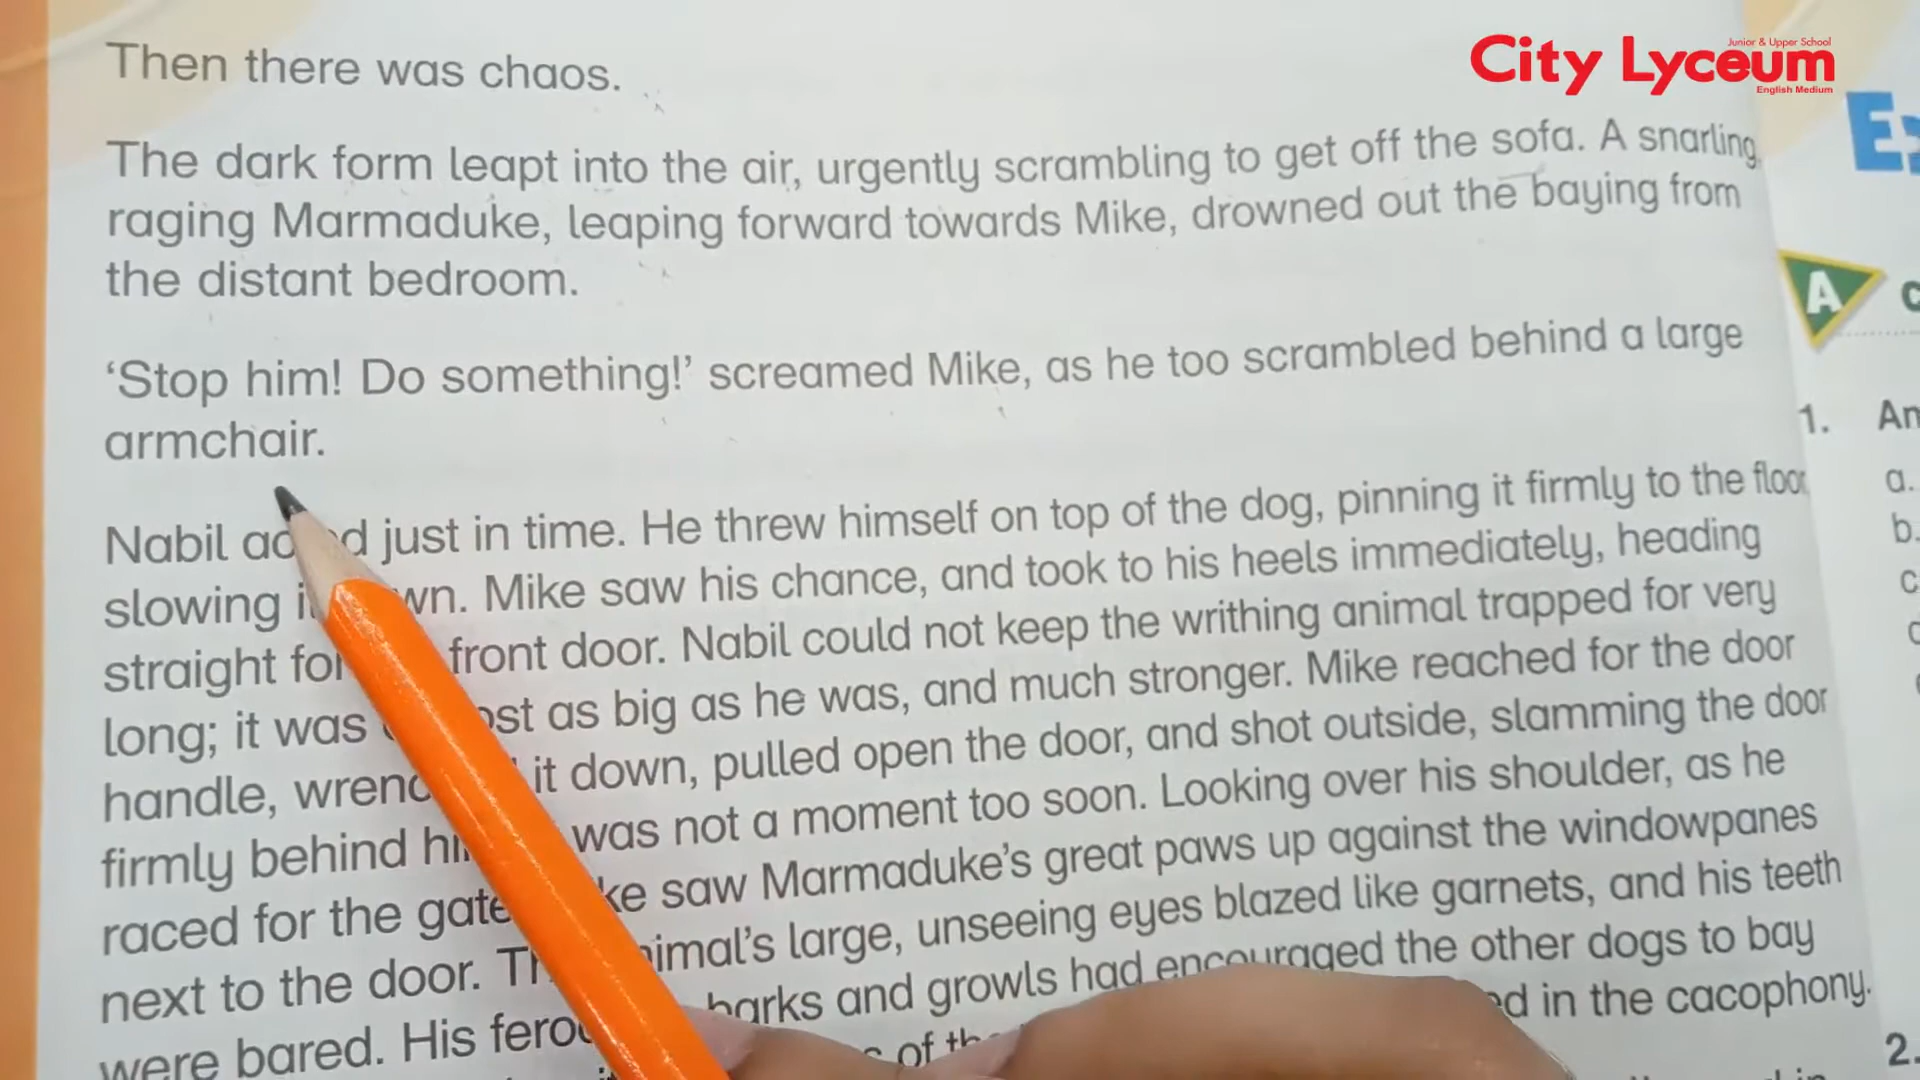 Then there was chaos.
The dark form leapt into the air, urgently scrambling to get off the sofa. A snarling,
raging Marmaduke, leaping forward towards Mike, drowned out the baying from
the distant bedroom.
‘Stop him! Do something!’ screamed Mike, as he too scrambled behind a large
armchair.
Nabil just in time. He threw himself on top of the dog, pinning it firmly to the floor
slowing Mike saw his chance, and took to his heels immediately, heading
straight front door. Nabil could not keep the writhing animal trapped for very
long; it was as big as he was, and much stronger. Mike reached for the door
handle, it down, pulled open the door, and shot outside, slamming the door
firmly behind was not a moment too soon. Looking over his shoulder, as he
raced for the gate saw Marmaduke’s great paws up against the windowpanes
next to the door. large, unseeing eyes blazed like garnets, and his teeth
were bared. His barks and growls had encouraged the other dogs to bay
of in the cacophony.
City Lyceum
Junior & Upper School
English Medium
A
1. An
a.
b.
c
2.